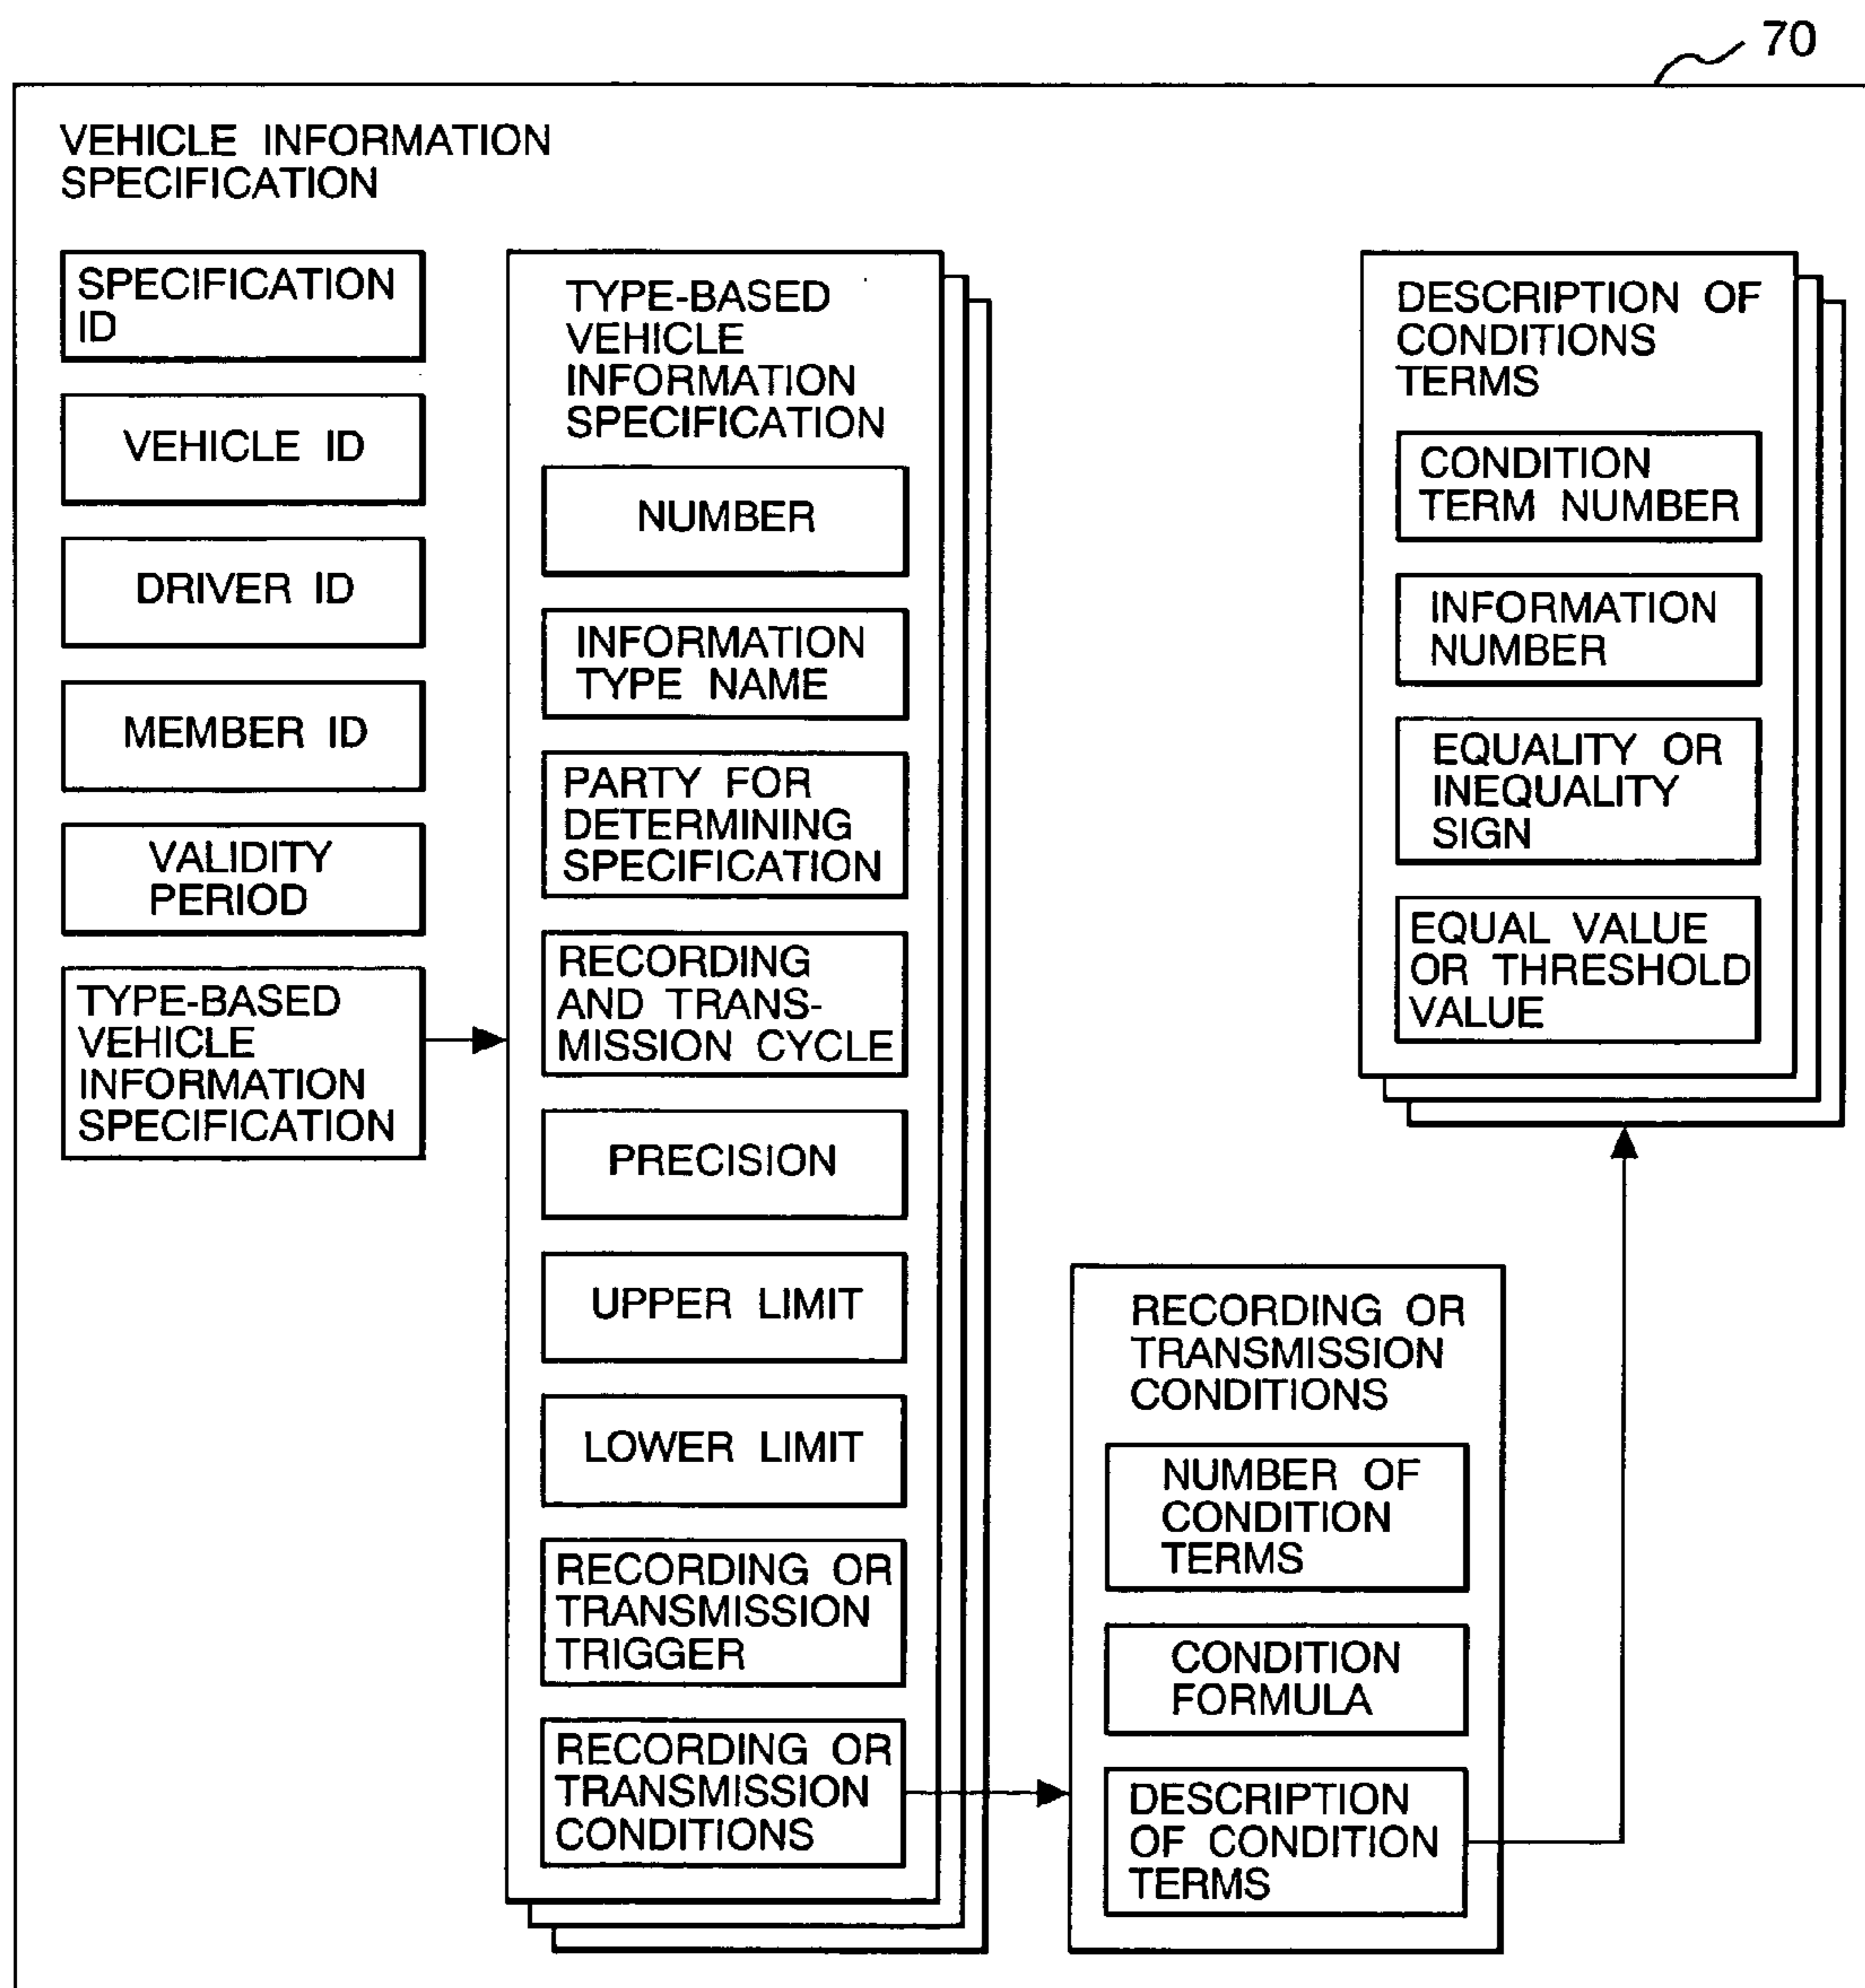 70
VEHICLE INFORMATION
SPECIFICATION
SPECIFICATION
ID
VEHICLE ID
DRIVER ID
MEMBER ID
VALIDITY
PERIOD
TYPE-BASED
VEHICLE
INFORMATION
SPECIFICATION
TYPE-BASED
VEHICLE
INFORMATION
SPECIFICATION
NUMBER
INFORMATION
TYPE NAME
PARTY FOR
DETERMINING
SPECIFICATION
RECORDING
AND TRANS-
MISSION CYCLE
PRECISION
UPPER LIMIT
LOWER LIMIT
RECORDING OR
TRANSMISSION
TRIGGER
RECORDING OR
TRANSMISSION
CONDITIONS
RECORDING OR
TRANSMISSION
CONDITIONS
NUMBER OF
CONDITION
TERMS
CONDITION
FORMULA
DESCRIPTION
OF CONDITION
TERMS
DESCRIPTION OF
CONDITIONS
TERMS
CONDITION
TERM NUMBER
INFORMATION
NUMBER
EQUALITY OR
INEQUALITY
SIGN
EQUAL VALUE
OR THRESHOLD
VALUE